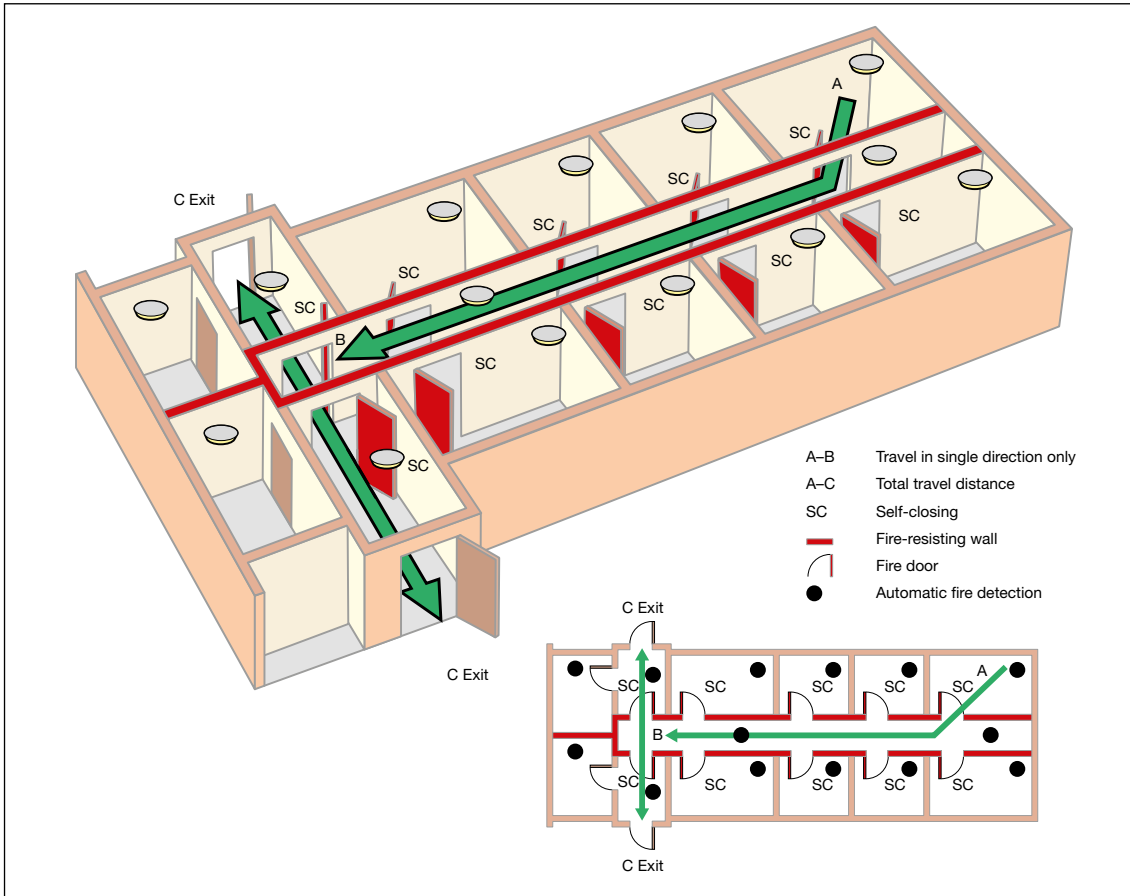 A
SC
C Exit
SC
SC
SC
SC
SC
SC
B
SC
SC
SC
SC
A–B Travel in single direction only
A–C Total travel distance
SC Self-closing
Fire-resisting wall
Fire door
Automatic fire detection
C Exit
C Exit
A
SC SC SC SC SC
B
SC SC SC SC SC
C Exit